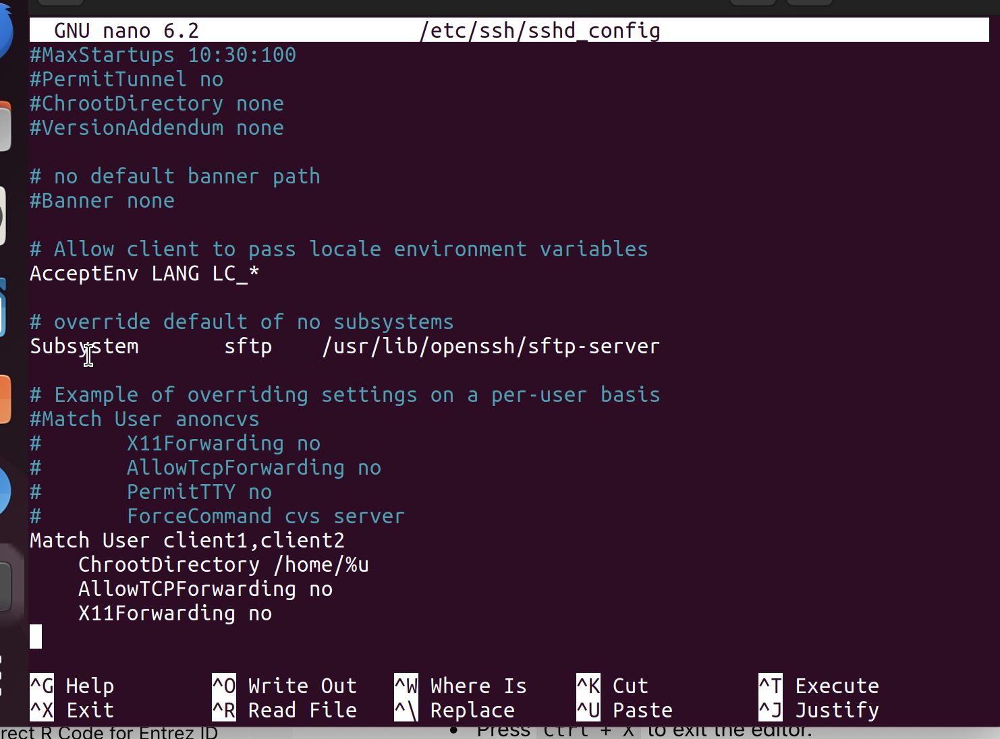 GNU nano 6.2 /etc/ssh/sshd_config
#MaxStartups 10:30:100
#PermitTunnel no
#ChrootDirectory none
#VersionAddendum none
# no default banner path
#Banner none
# Allow client to pass locale environment variables
AcceptEnv LANG LC_*
# override default of no subsystems
Subsystem sftp /usr/lib/openssh/sftp-server
# Example of overriding settings on a per-user basis
#Match User anoncvs
# X11Forwarding no
# AllowTcpForwarding no
# PermitTTY no
# ForceCommand cvs server
Match User client1,client2
ChrootDirectory /home/%u
AllowTCPForwarding no
X11Forwarding no
^G Help ^O Write Out ^W Where Is ^K Cut ^T Execute
^X Exit ^R Read File ^\ Replace ^U Paste ^J Justify
rect R Code for Entrez ID
• Press Ctrl + X to exit the editor.